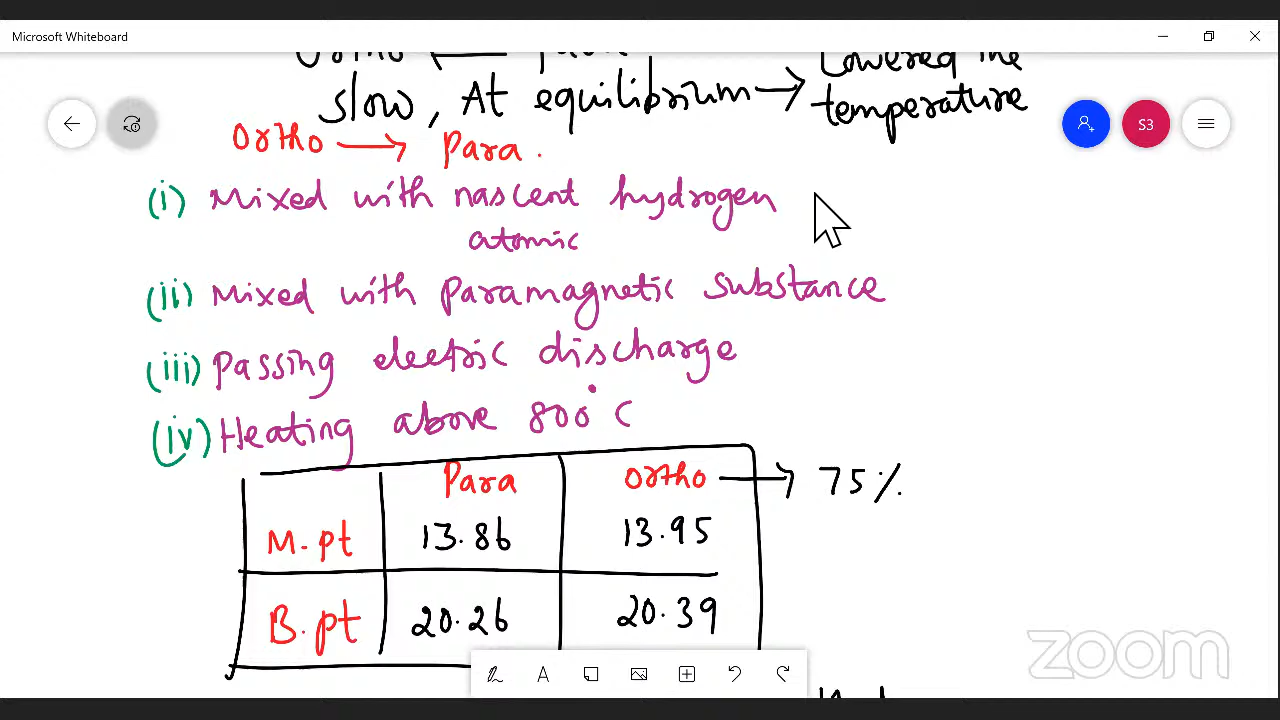 Microsoft Whiteboard
Lowered the
slow, At equilibrium → temperature
Ortho → Para.
S3
(i) Mixed with nascent hydrogen
atomic
(ii) Mixed with paramagnetic substance
(iii) Passing electric discharge
(iv) Heating above 800°C
Para Ortho → 75%
M.pt 13.86 13.95
B.pt 20.26 20.39
zoom